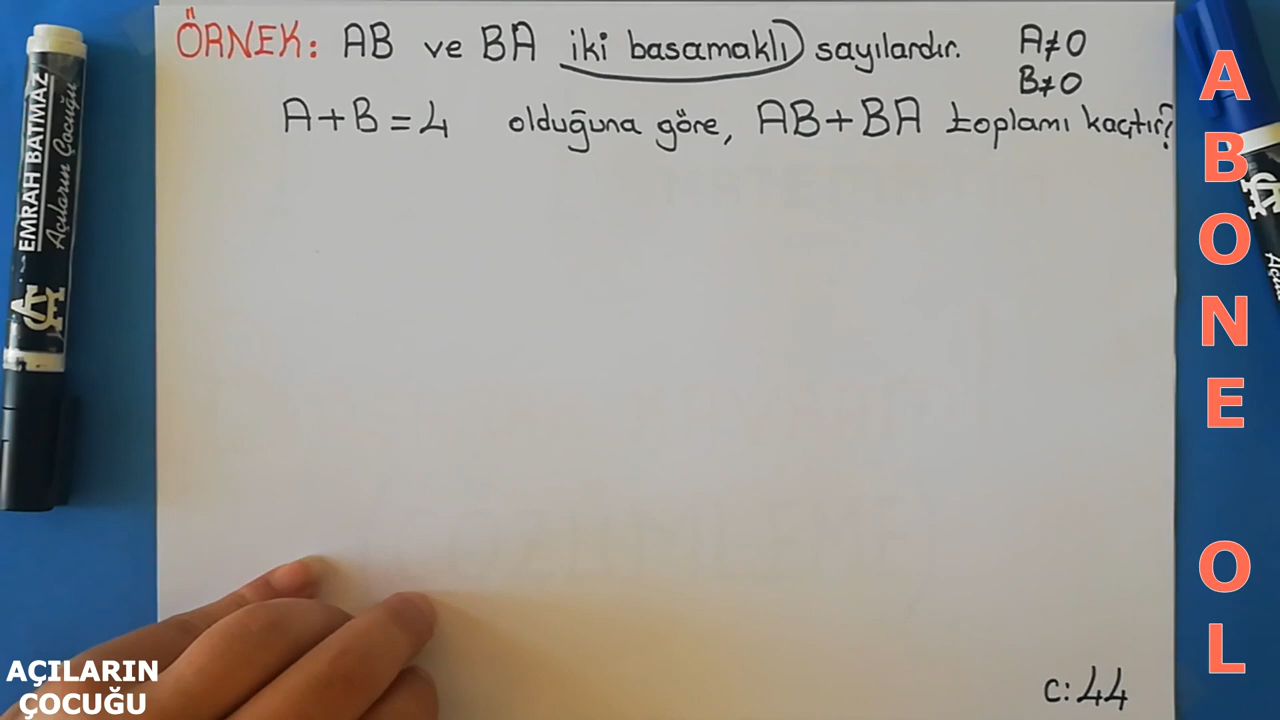 ÖRNEK: AB ve BA iki basamaklı sayılardır. A≠0
B≠0
A+B=4 olduğuna göre, AB+BA toplamı kaçtır?
C:44
EMRAH BATMAZ
Açıların Çocuğu
ABONE OL
AÇILARIN
ÇOCUĞU